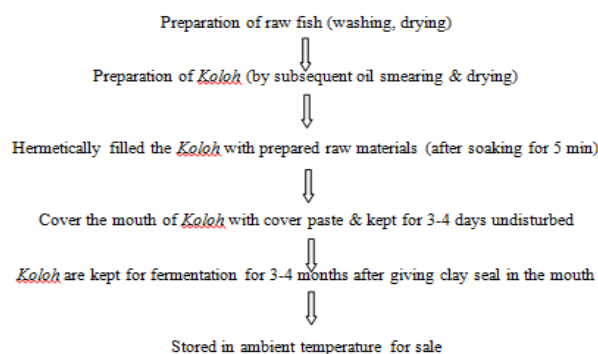 Preparation of raw fish (washing, drying)
Preparation of Koloh (by subsequent oil smearing & drying)
Hermetically filled the Koloh with prepared raw materials (after soaking for 5 min)
Cover the mouth of Koloh with cover paste & kept for 3-4 days undisturbed
Koloh are kept for fermentation for 3-4 months after giving clay seal in the mouth
Stored in ambient temperature for sale